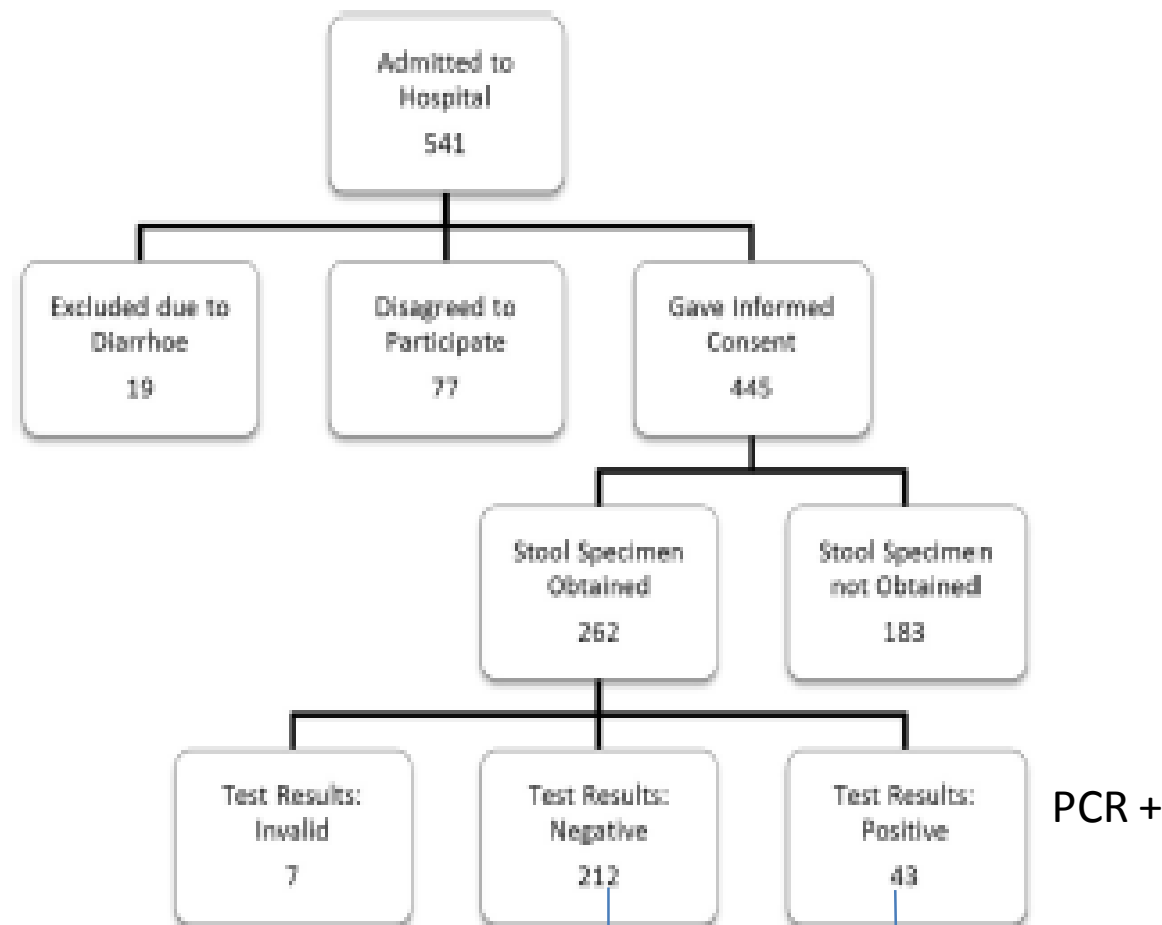 Admitted to
Hospital
541
Excluded due to
Diarrhoe
19
Disagreed to
Participate
77
Gave Informed
Consent
445
Stool Specimen
Obtained
262
Stool Specimen
not Obtained
183
Test Results:
Invalid
7
Test Results:
Negative
212
Test Results:
Positive
43
PCR +